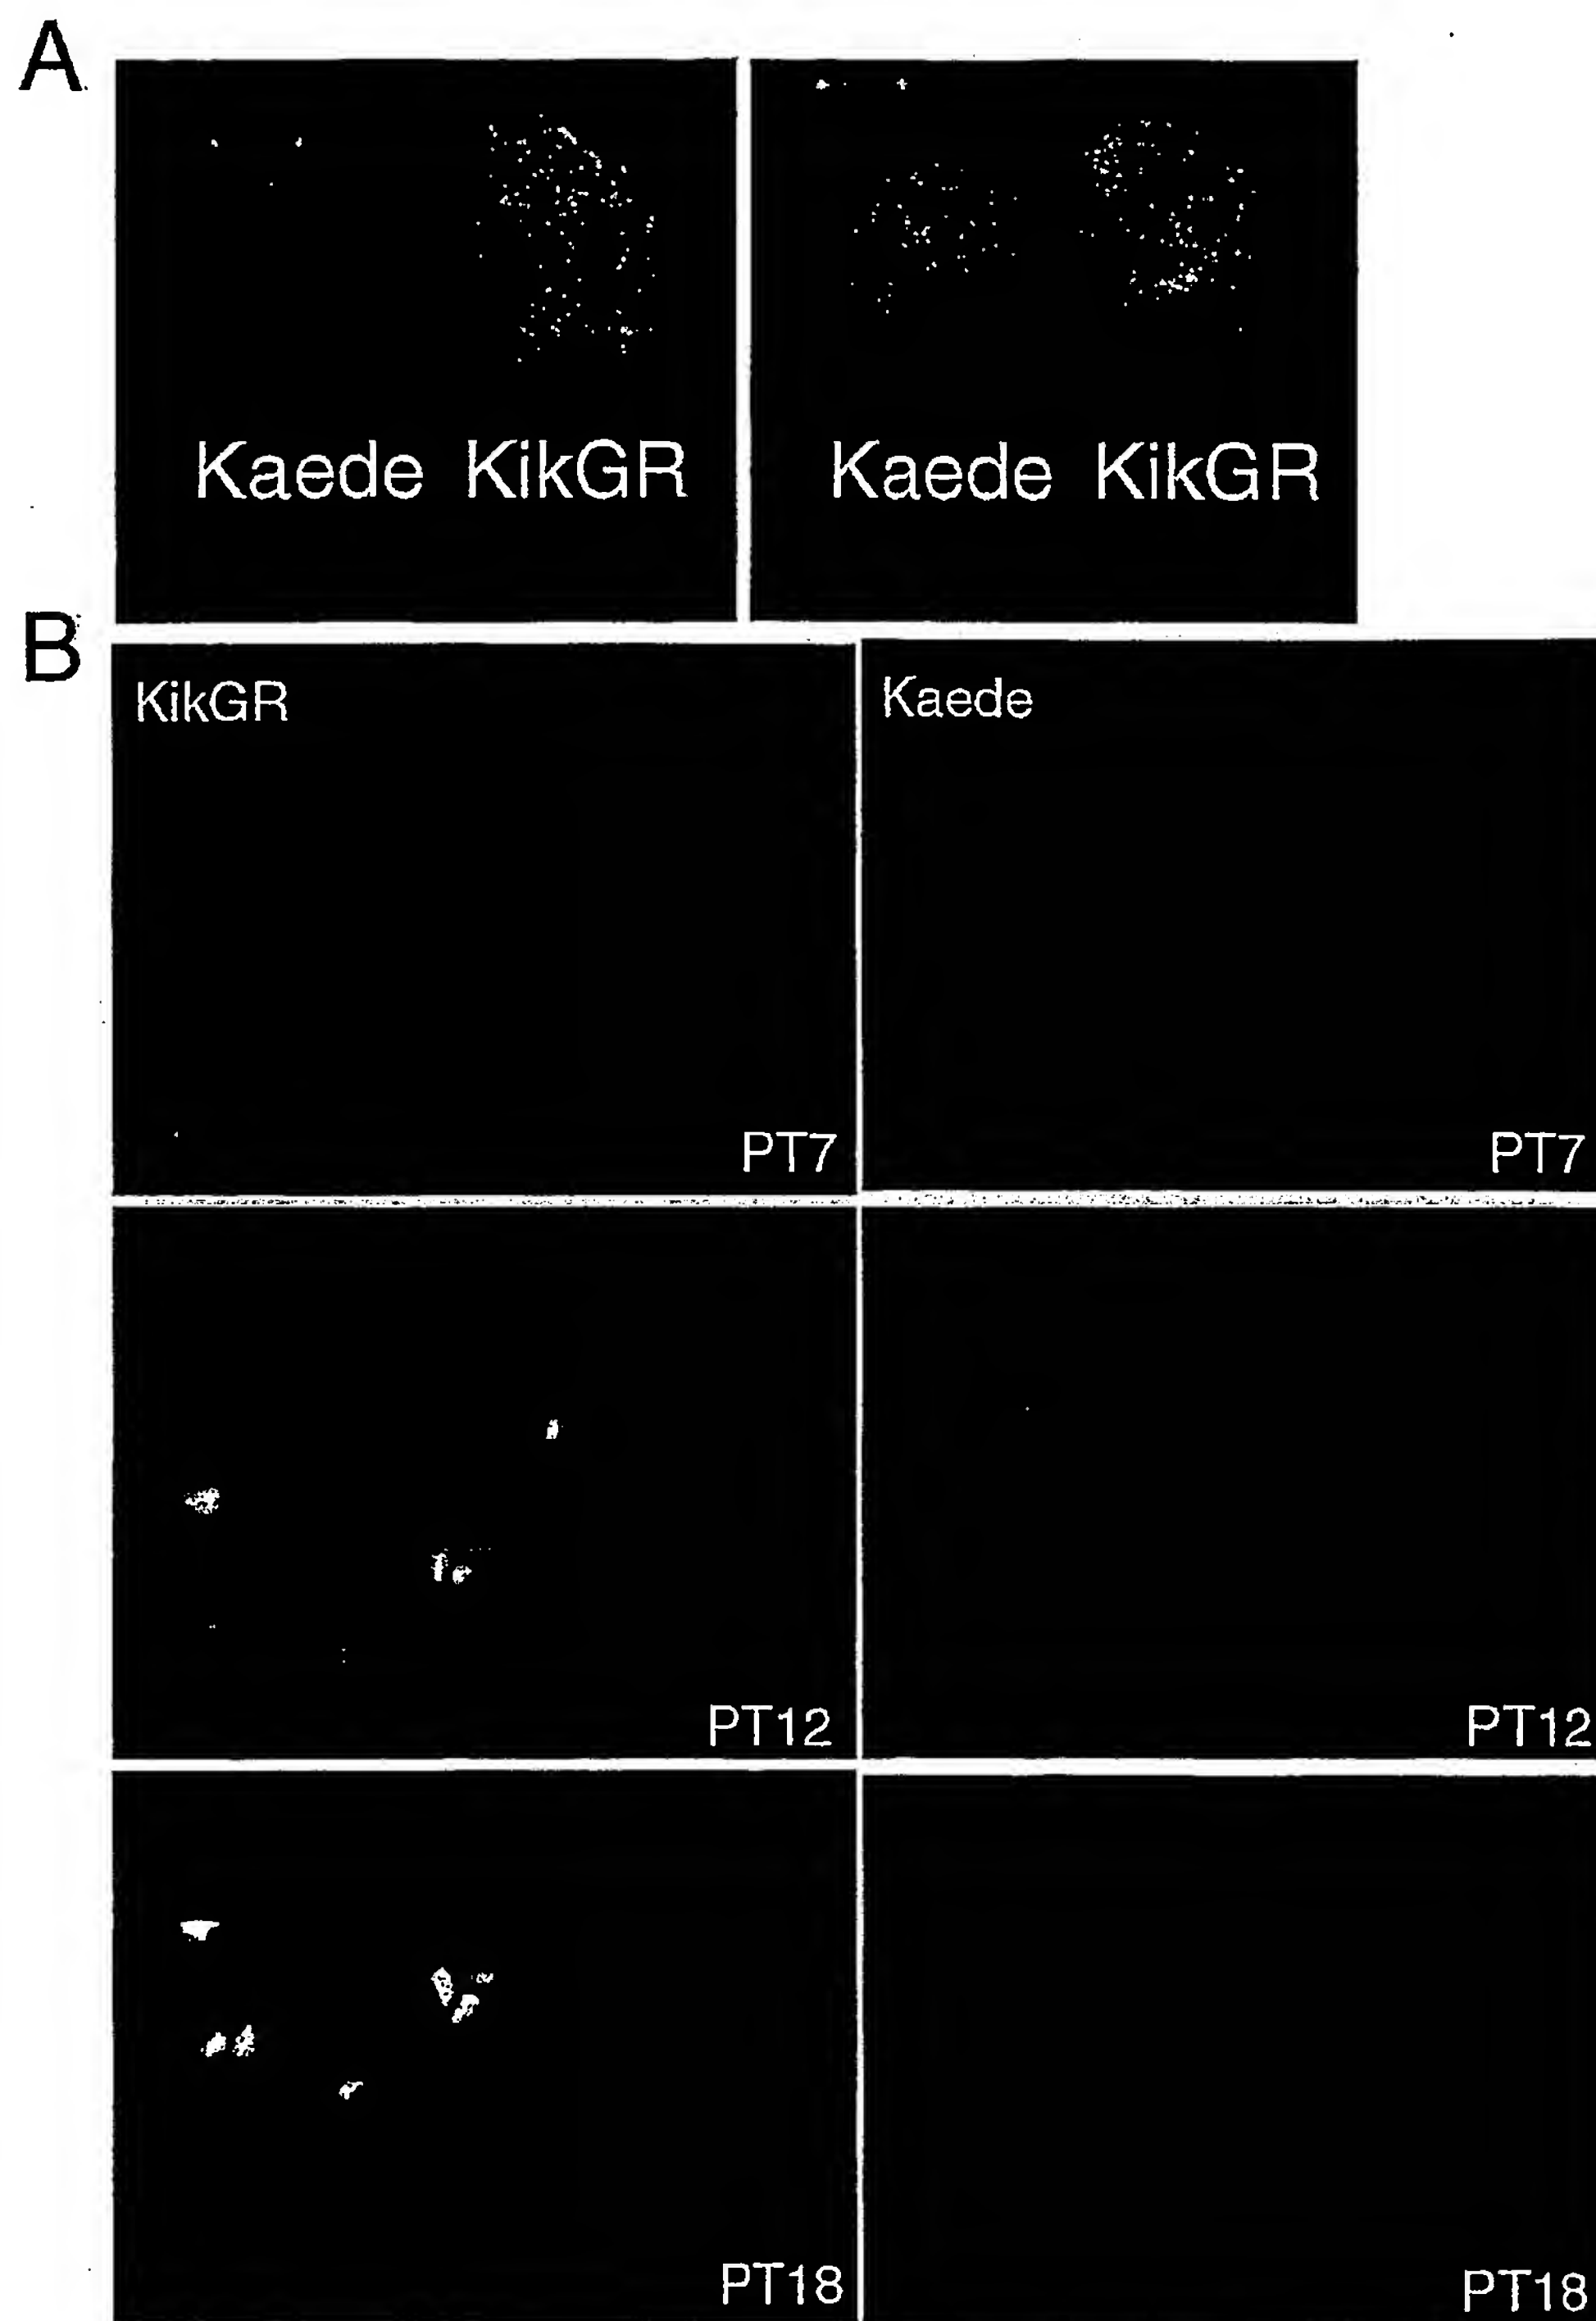 A
Kaede KikGR
Kaede KikGR
B
KikGR
Kaede
PT7
PT7
PT12
PT12
PT18
PT18